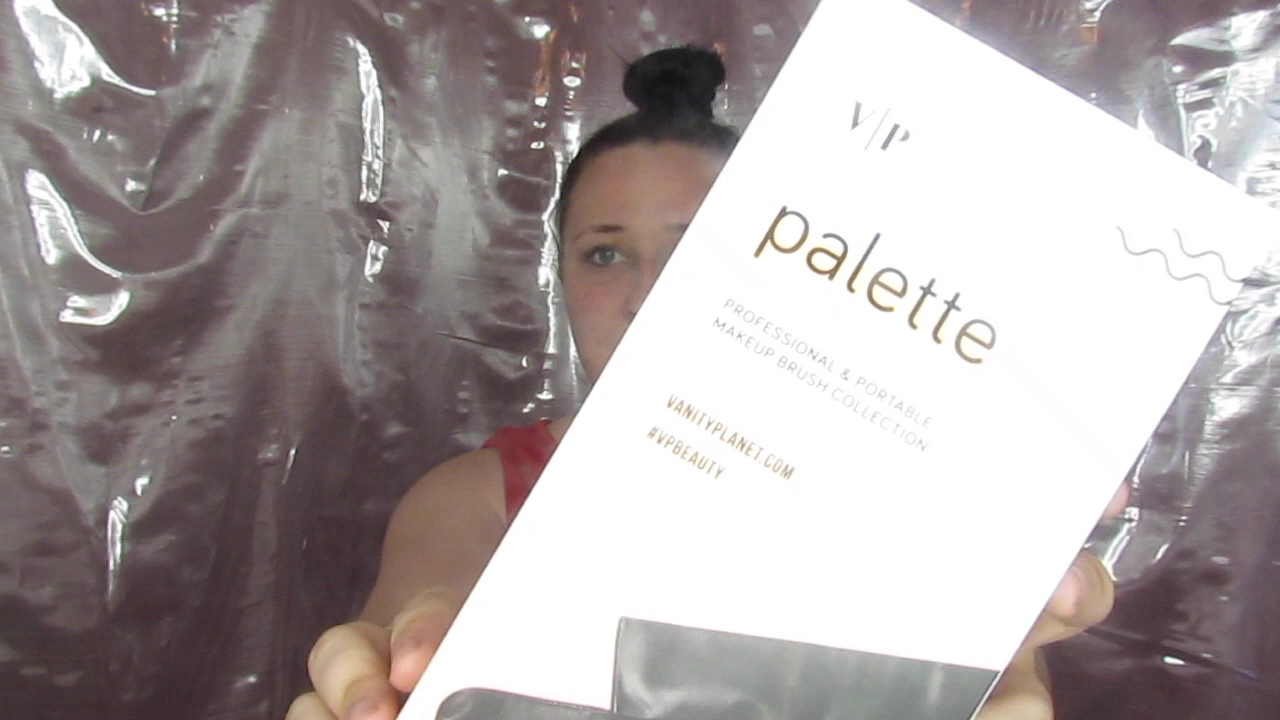 V|P
palette
PROFESSIONAL & PORTABLE
MAKEUP BRUSH COLLECTION
VANITYPLANET.COM
#VPBEAUTY